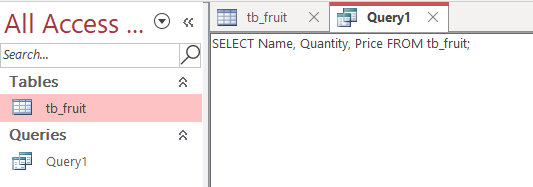 All Access ...
Search...
Tables
tb_fruit
Queries
Query1
tb_fruit
Query1
SELECT Name, Quantity, Price FROM tb_fruit;